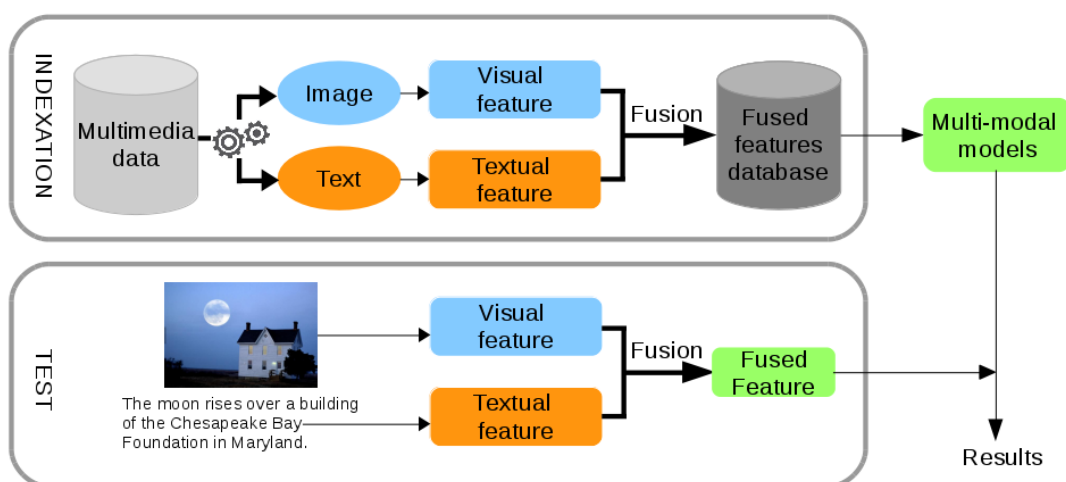 INDEXATION
Multimedia
data
Image
Text
Visual
feature
Textual
feature
Fusion
Fused
features
database
Multi-modal
models
TEST
The moon rises over a building
of the Chesapeake Bay
Foundation in Maryland.
Visual
feature
Textual
feature
Fusion
Fused
Feature
Results